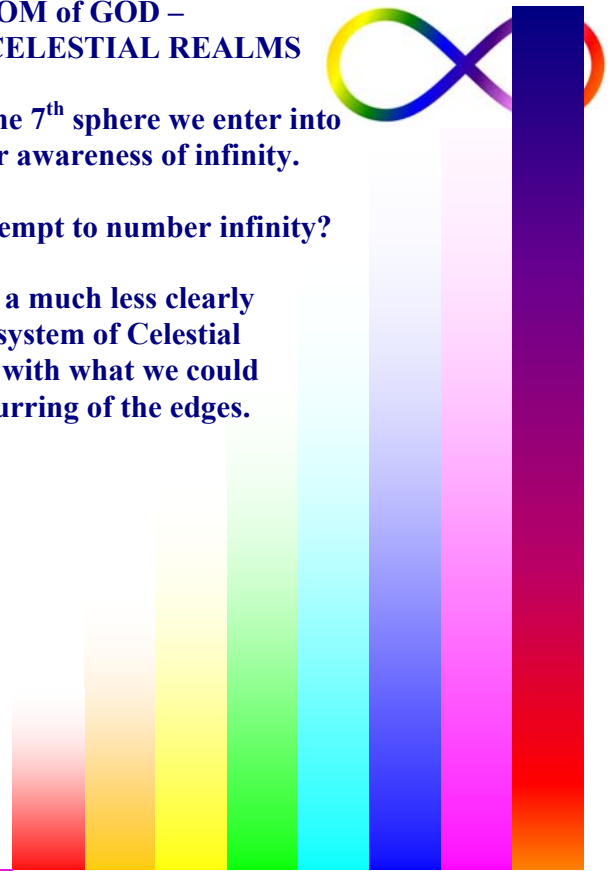 OM of GOD –
CELESTIAL REALMS
he 7th sphere we enter into
r awareness of infinity.
tempt to number infinity?
a much less clearly
system of Celestial
with what we could
urring of the edges.